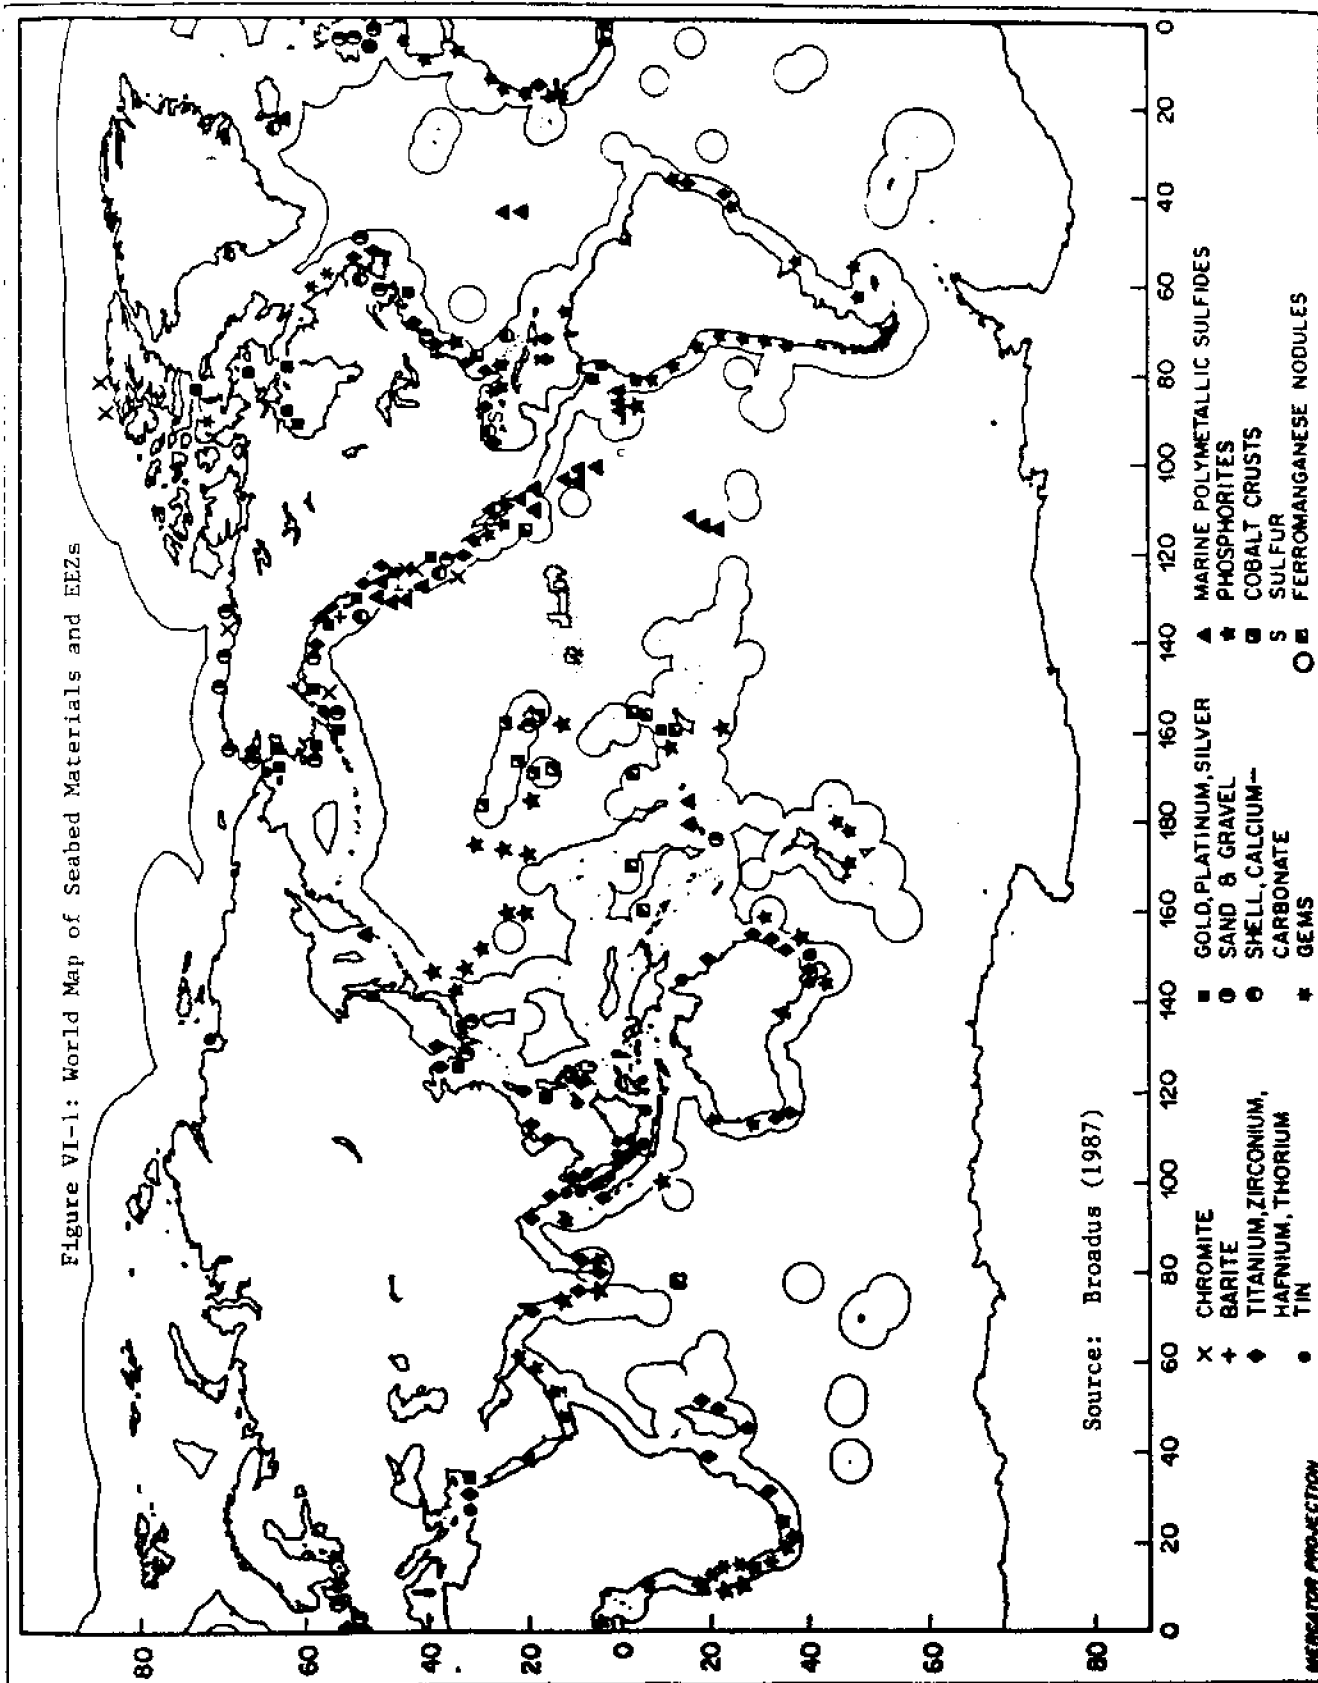 Figure VI-1: World Map of Seabed Materials and EEZs
80
60
40
20
0
20
40
60
80
S
Source: Broadus (1987)
0
20
40
60
80
100
120
140
160
180
160
140
120
100
80
60
40
20
0
X CHROMITE
+ BARITE
◆ TITANIUM, ZIRCONIUM,
HAFNIUM, THORIUM
● TIN
■ GOLD, PLATINUM, SILVER
SAND & GRAVEL
SHELL, CALCIUM--
CARBONATE
GEMS
▲ MARINE POLYMETALLIC SULFIDES
★ PHOSPHORITES
COBALT CRUSTS
S SULFUR
FERROMANGANESE NODULES
MERCATOR PROJECTION